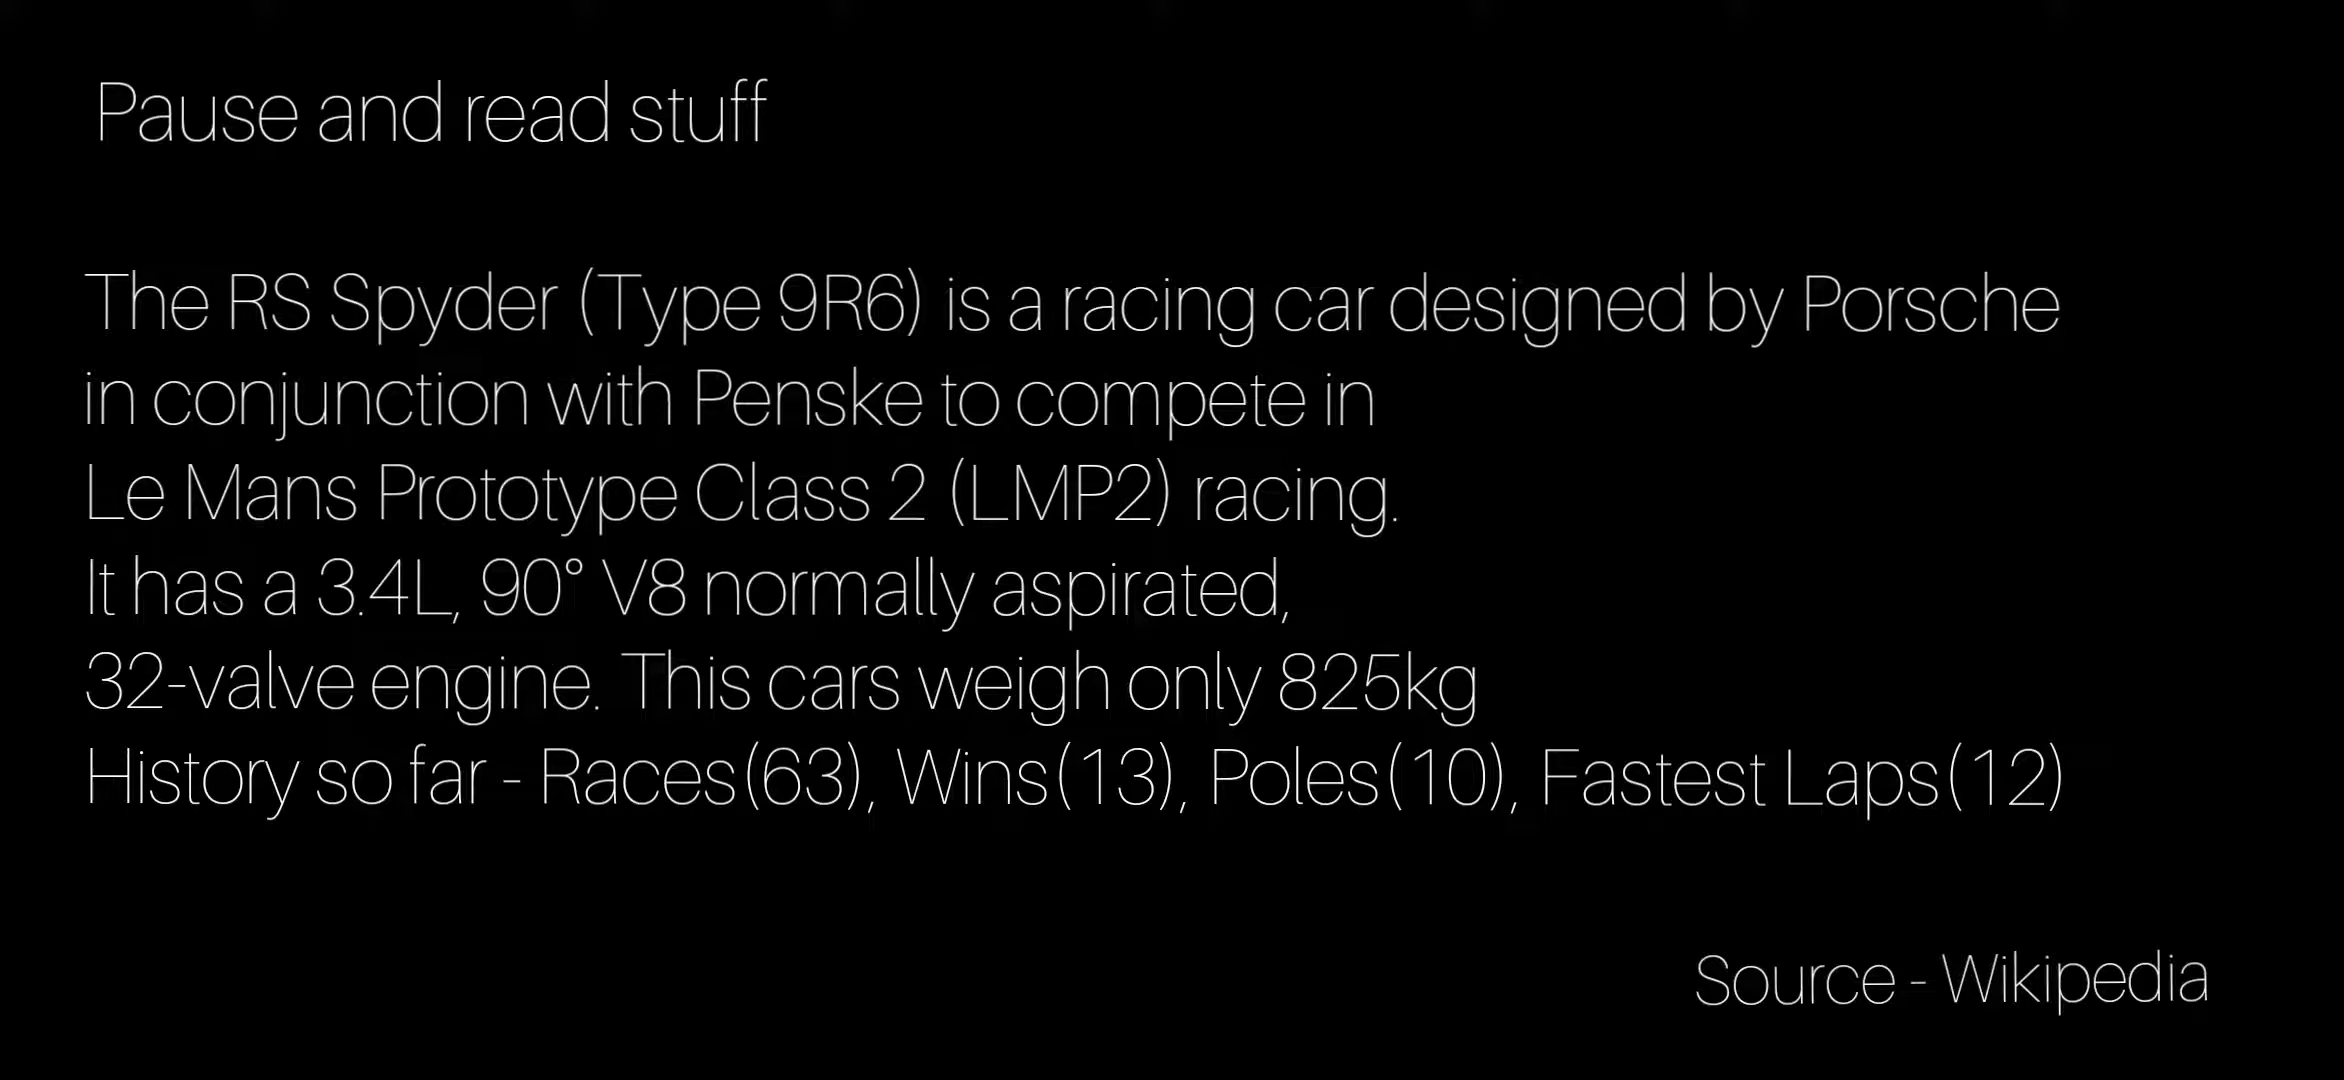 Pause and read stuff
The RS Spyder (Type 9R6) is a racing car designed by Porsche
in conjunction with Penske to compete in
Le Mans Prototype Class 2 (LMP2) racing.
It has a 3.4L, 90° V8 normally aspirated,
32-valve engine. This cars weigh only 825kg
History so far - Races(63), Wins(13), Poles(10), Fastest Laps(12)
Source - Wikipedia